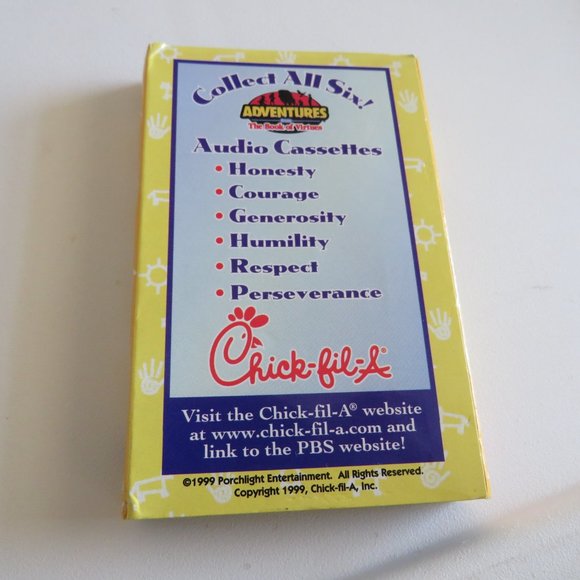 Collect All Six!
ADVENTURES
The Book of Virtues
Audio Cassettes
• Honesty
• Courage
• Generosity
• Humility
• Respect
• Perseverance
Chick-fil-A®
Visit the Chick-fil-A® website
at www.chick-fil-a.com and
link to the PBS website!
©1999 Porchlight Entertainment. All Rights Reserved.
Copyright 1999, Chick-fil-A, Inc.